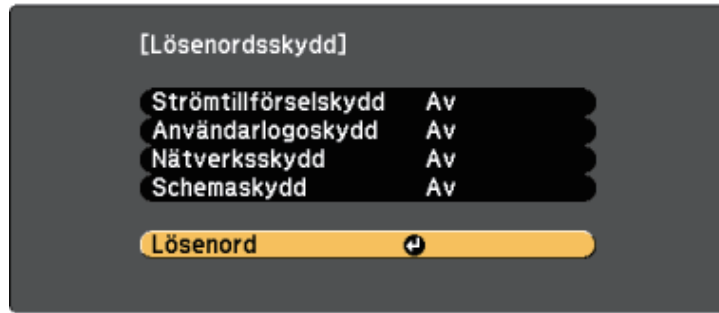 [Lösenordsskydd]
Strömtillförselskydd Av
Användarlogoskydd Av
Nätverksskydd Av
Schemaskydd Av
Lösenord